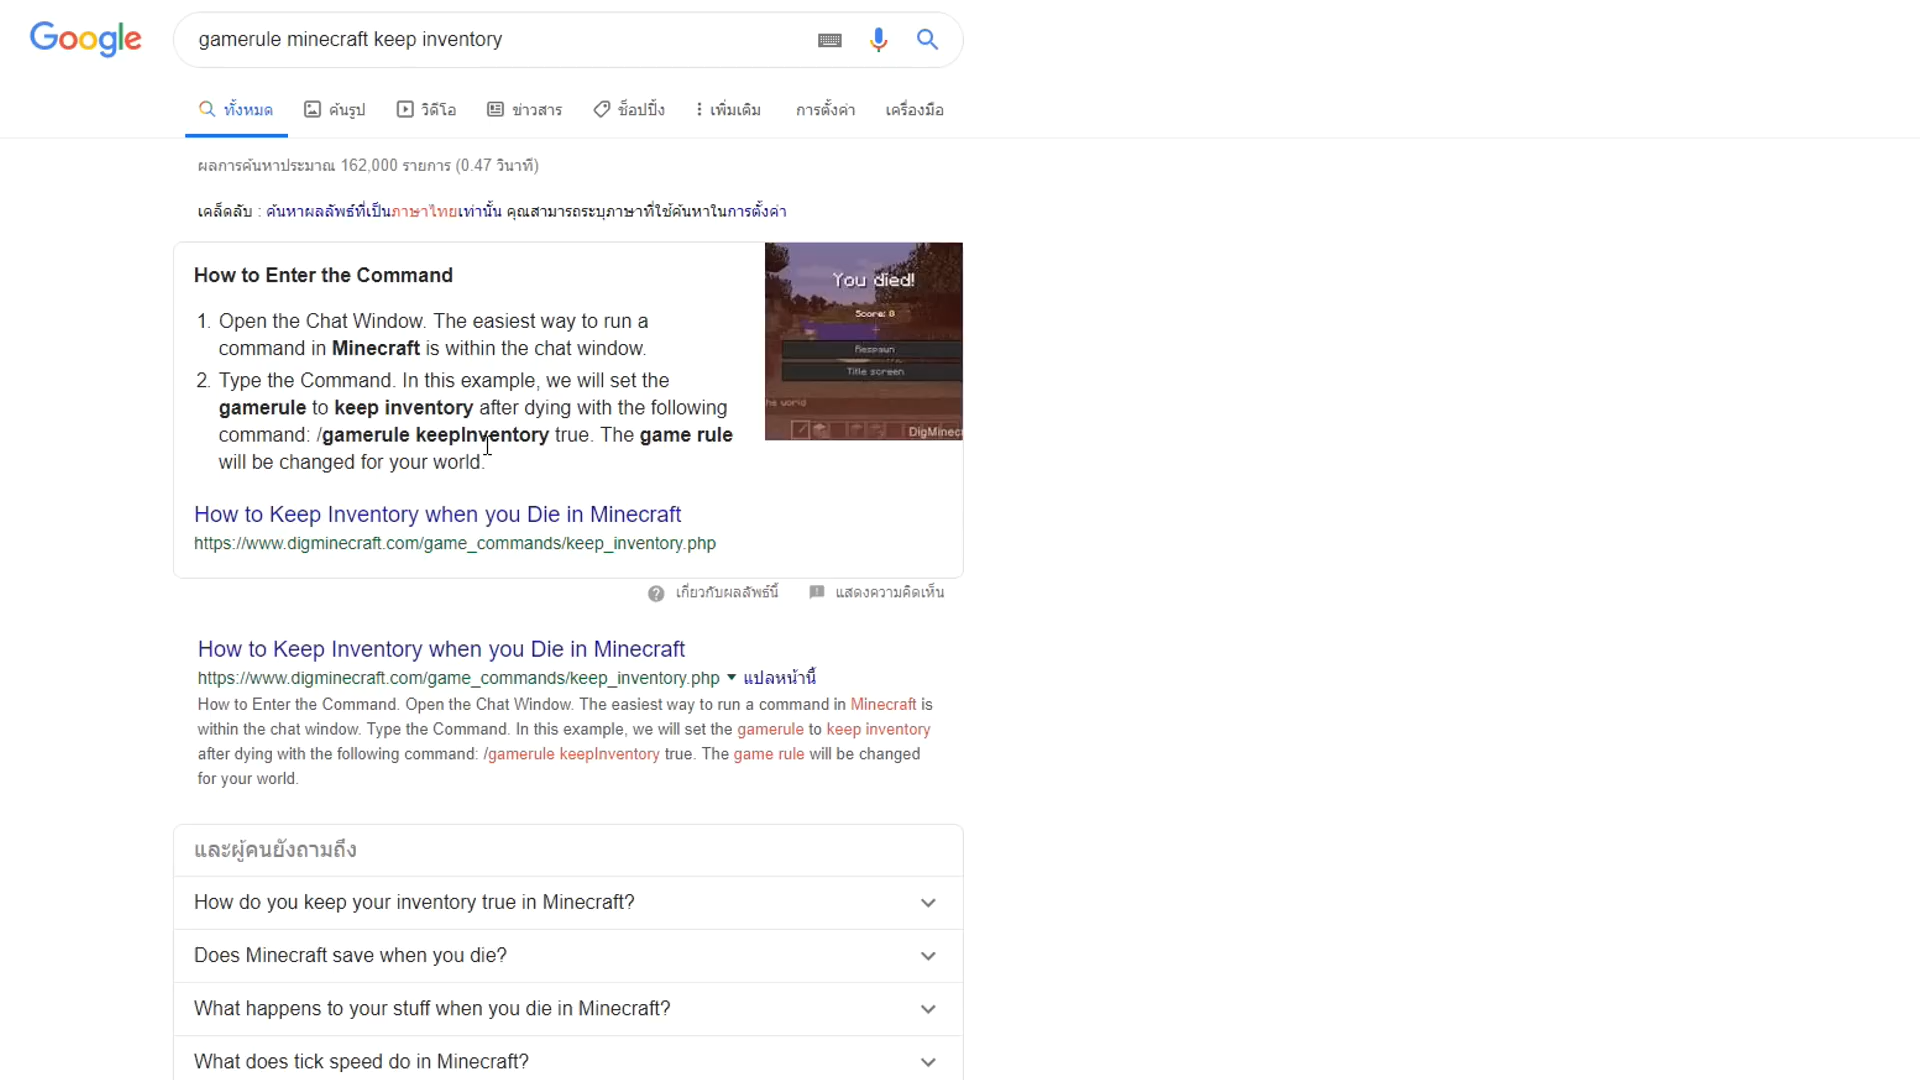 Google
gamerule minecraft keep inventory
ทั้งหมด ค้นรูป วิดีโอ ข่าวสาร ช็อปปิ้ง เพิ่มเติม การตั้งค่า เครื่องมือ
ผลการค้นหาประมาณ 162,000 รายการ (0.47 วินาที)
เคล็ดลับ : ค้นหาผลลัพธ์ที่เป็นภาษาไทยเท่านั้น คุณสามารถระบุภาษาที่ใช้ค้นหาในการตั้งค่า
How to Enter the Command
1. Open the Chat Window. The easiest way to run a
command in Minecraft is within the chat window.
2. Type the Command. In this example, we will set the
gamerule to keep inventory after dying with the following
command: /gamerule keepInventory true. The game rule
will be changed for your world.
You died!
Score: 8
Respawn
Title screen
he world
DigMinec
How to Keep Inventory when you Die in Minecraft
https://www.digminecraft.com/game_commands/keep_inventory.php
เกี่ยวกับผลลัพธ์นี้ แสดงความคิดเห็น
How to Keep Inventory when you Die in Minecraft
https://www.digminecraft.com/game_commands/keep_inventory.php แปลหน้านี้
How to Enter the Command. Open the Chat Window. The easiest way to run a command in Minecraft is
within the chat window. Type the Command. In this example, we will set the gamerule to keep inventory
after dying with the following command: /gamerule keepInventory true. The game rule will be changed
for your world.
และผู้คนยังถามถึง
How do you keep your inventory true in Minecraft?
Does Minecraft save when you die?
What happens to your stuff when you die in Minecraft?
What does tick speed do in Minecraft?